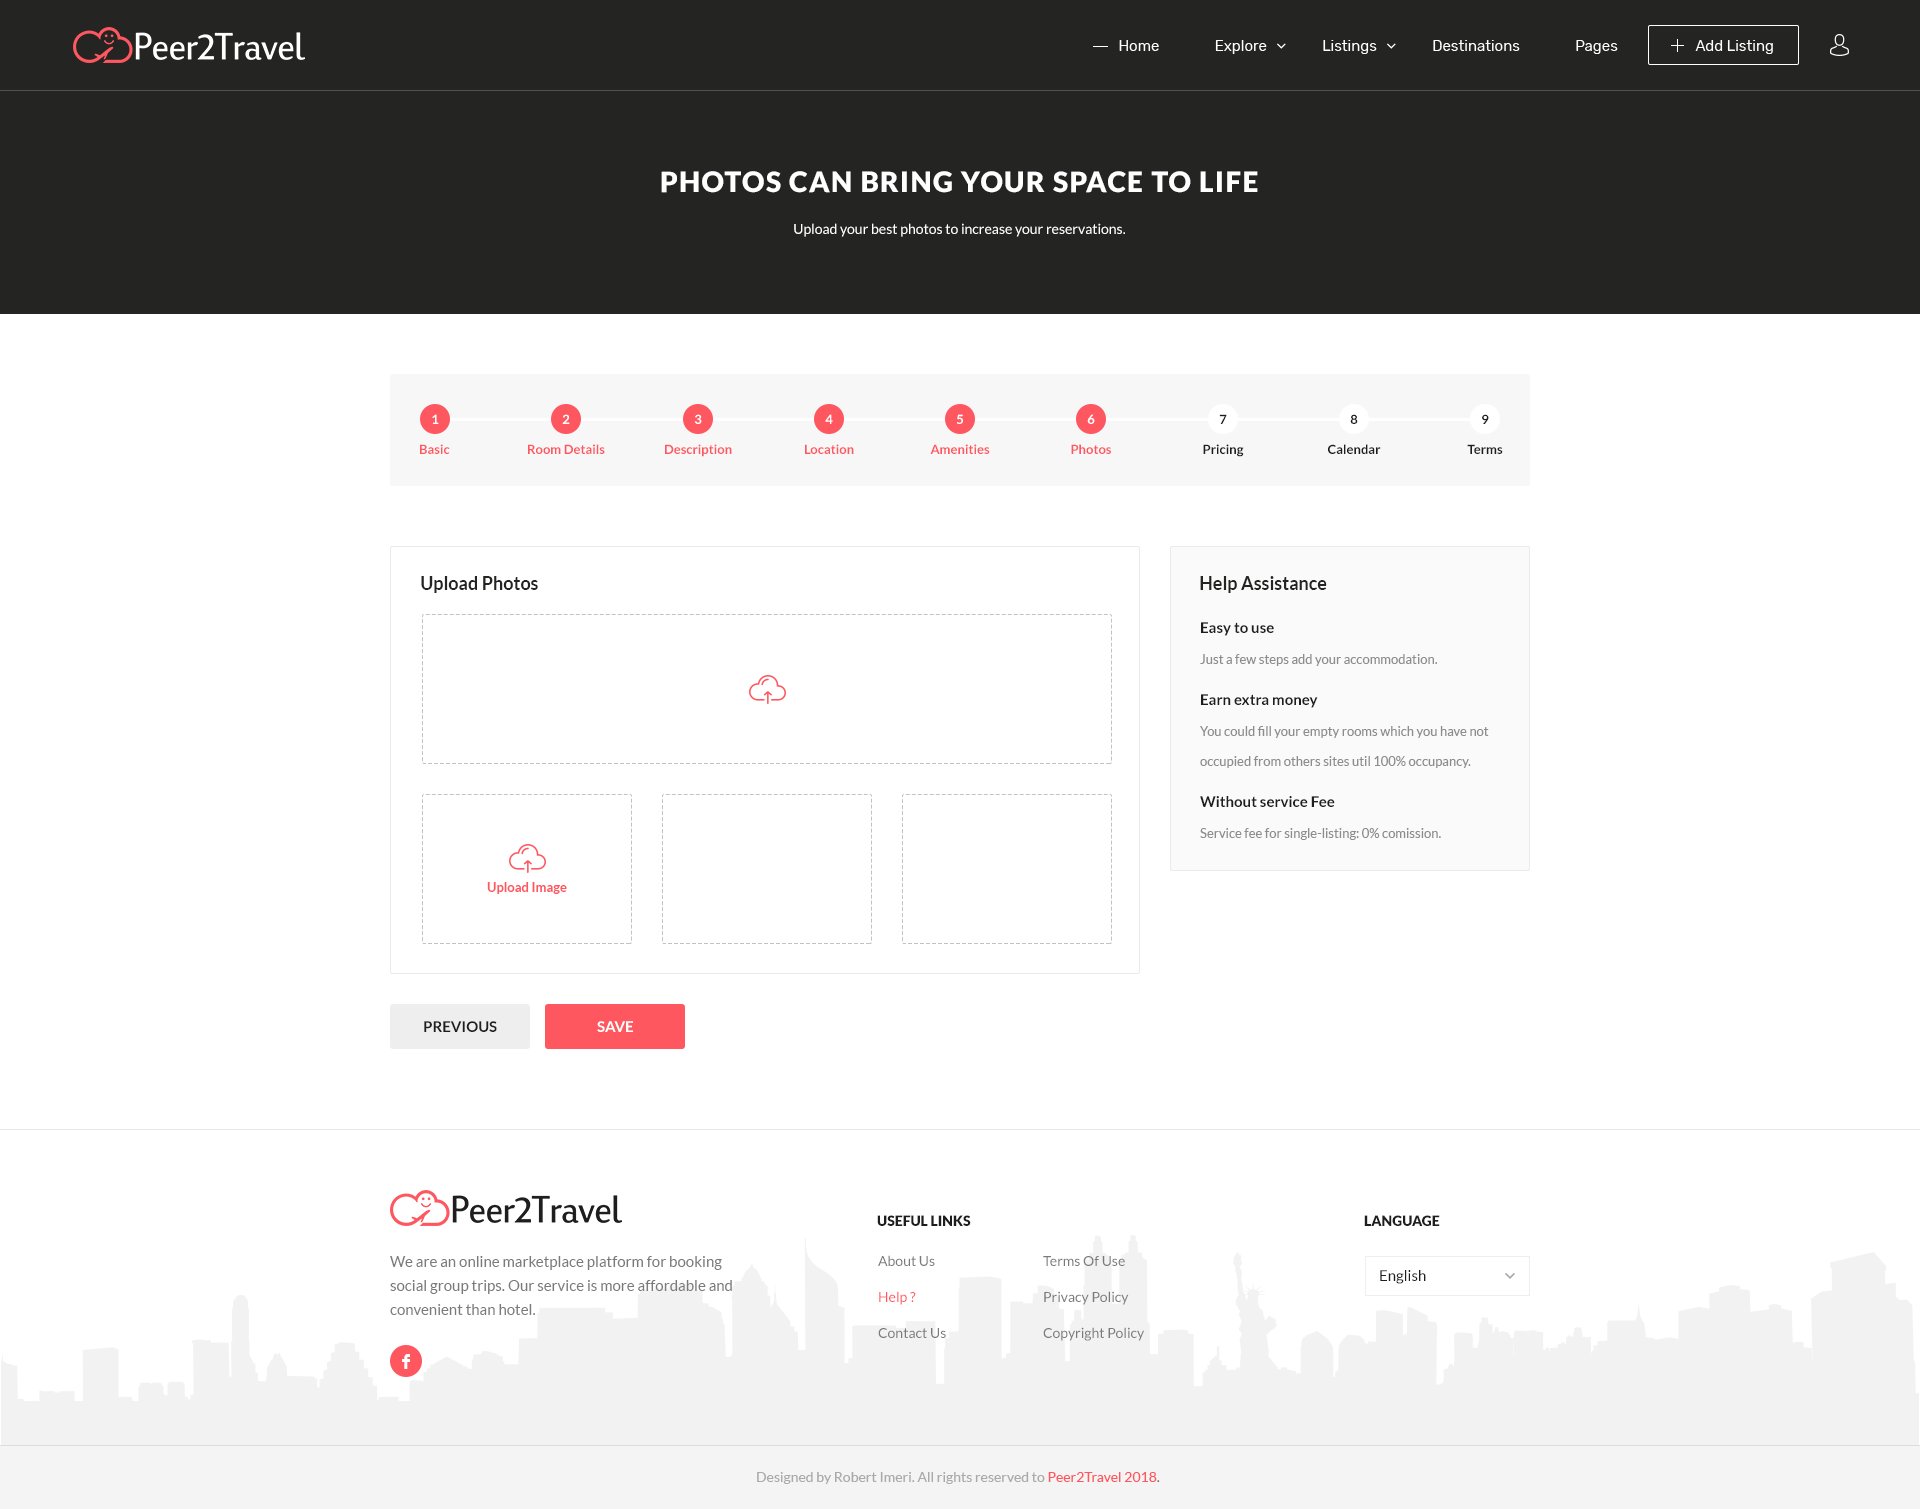 Peer2Travel
Home Explore Listings Destinations Pages Add Listing
PHOTOS CAN BRING YOUR SPACE TO LIFE
Upload your best photos to increase your reservations.
1 2 3 4 5 6 7 8 9
Basic Room Details Description Location Amenities Photos Pricing Calendar Terms
Upload Photos
Upload Image
Help Assistance
Easy to use
Just a few steps add your accommodation.
Earn extra money
You could fill your empty rooms which you have not
occupied from others sites util 100% occupancy.
Without service Fee
Service fee for single-listing: 0% comission.
PREVIOUS SAVE
Peer2Travel
We are an online marketplace platform for booking
social group trips. Our service is more affordable and
convenient than hotel.
USEFUL LINKS
About Us Terms Of Use
Help ? Privacy Policy
Contact Us Copyright Policy
LANGUAGE
English
Designed by Robert Imeri. All rights reserved to Peer2Travel 2018.